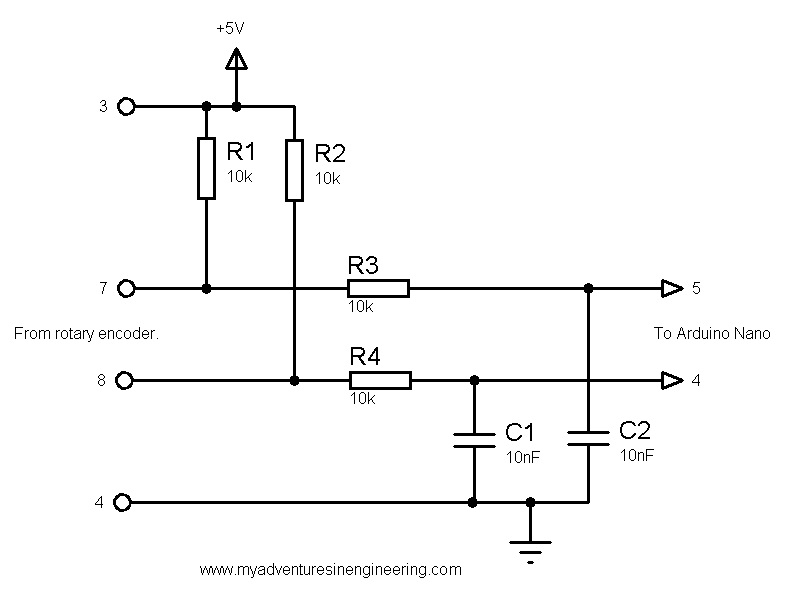 +5V
3
R1
10k
R2
10k
7
R3
10k
5
From rotary encoder.
To Arduino Nano
8
R4
10k
4
C1
10nF
C2
10nF
4
www.myadventuresinengineering.com